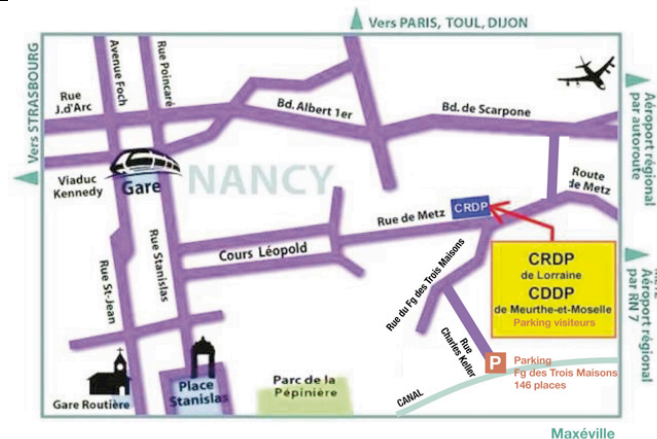 Vers PARIS, TOUL, DIJON
Vers STRASBOURG
Avenue Foch
Rue Poincaré
Rue
J.d'Arc
Bd. Albert 1er
Bd. de Scarpone
Aéroport régional
par autoroute
Viaduc
Kennedy
Gare
NANCY
Route
de Metz
CRDP
Rue de Metz
Rue Stanislas
Cours Léopold
Rue St-Jean
Rue du Fg des Trois Maisons
CRDP
de Lorraine
CDDP
de Meurthe-et-Moselle
Parking visiteurs
Aéroport régional
par RN 7
Rue
Charles Keller
P
Parking
Fg des Trois Maisons
146 places
CANAL
Gare Routière
Place
Stanislas
Parc de la
Pépinière
Maxéville